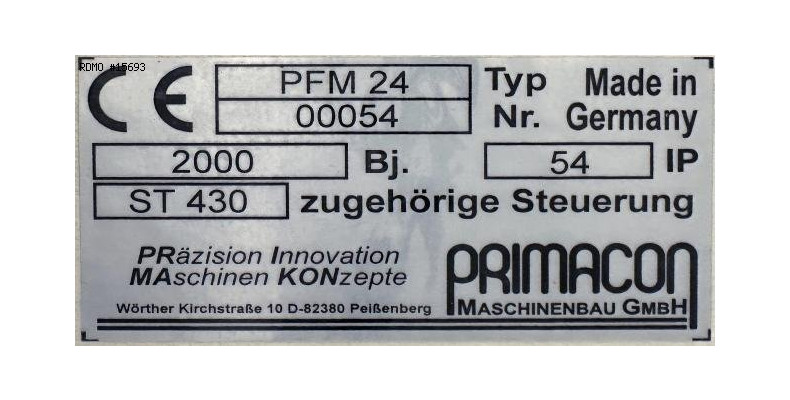 RDMO #15693
CE PFM 24 Typ Made in
00054 Nr. Germany
2000 Bj. 54 IP
ST 430 zugehörige Steuerung
PRäzision Innovation
MAschinen KONzepte
PRIMACON
MASCHINENBAU GMBH
Wörther Kirchstraße 10 D-82380 Peißenberg